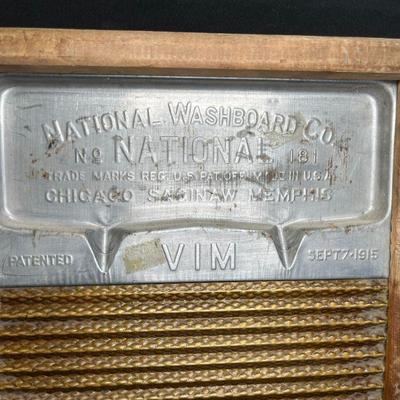 NATIONAL WASHBOARD CO.
No NATIONAL 181
TRADE MARKS REG. U.S. PAT. OFF. MADE IN U.S.A.
CHICAGO SAGINAW MEMPHIS
PATENTED VIM SEPT 7-1915